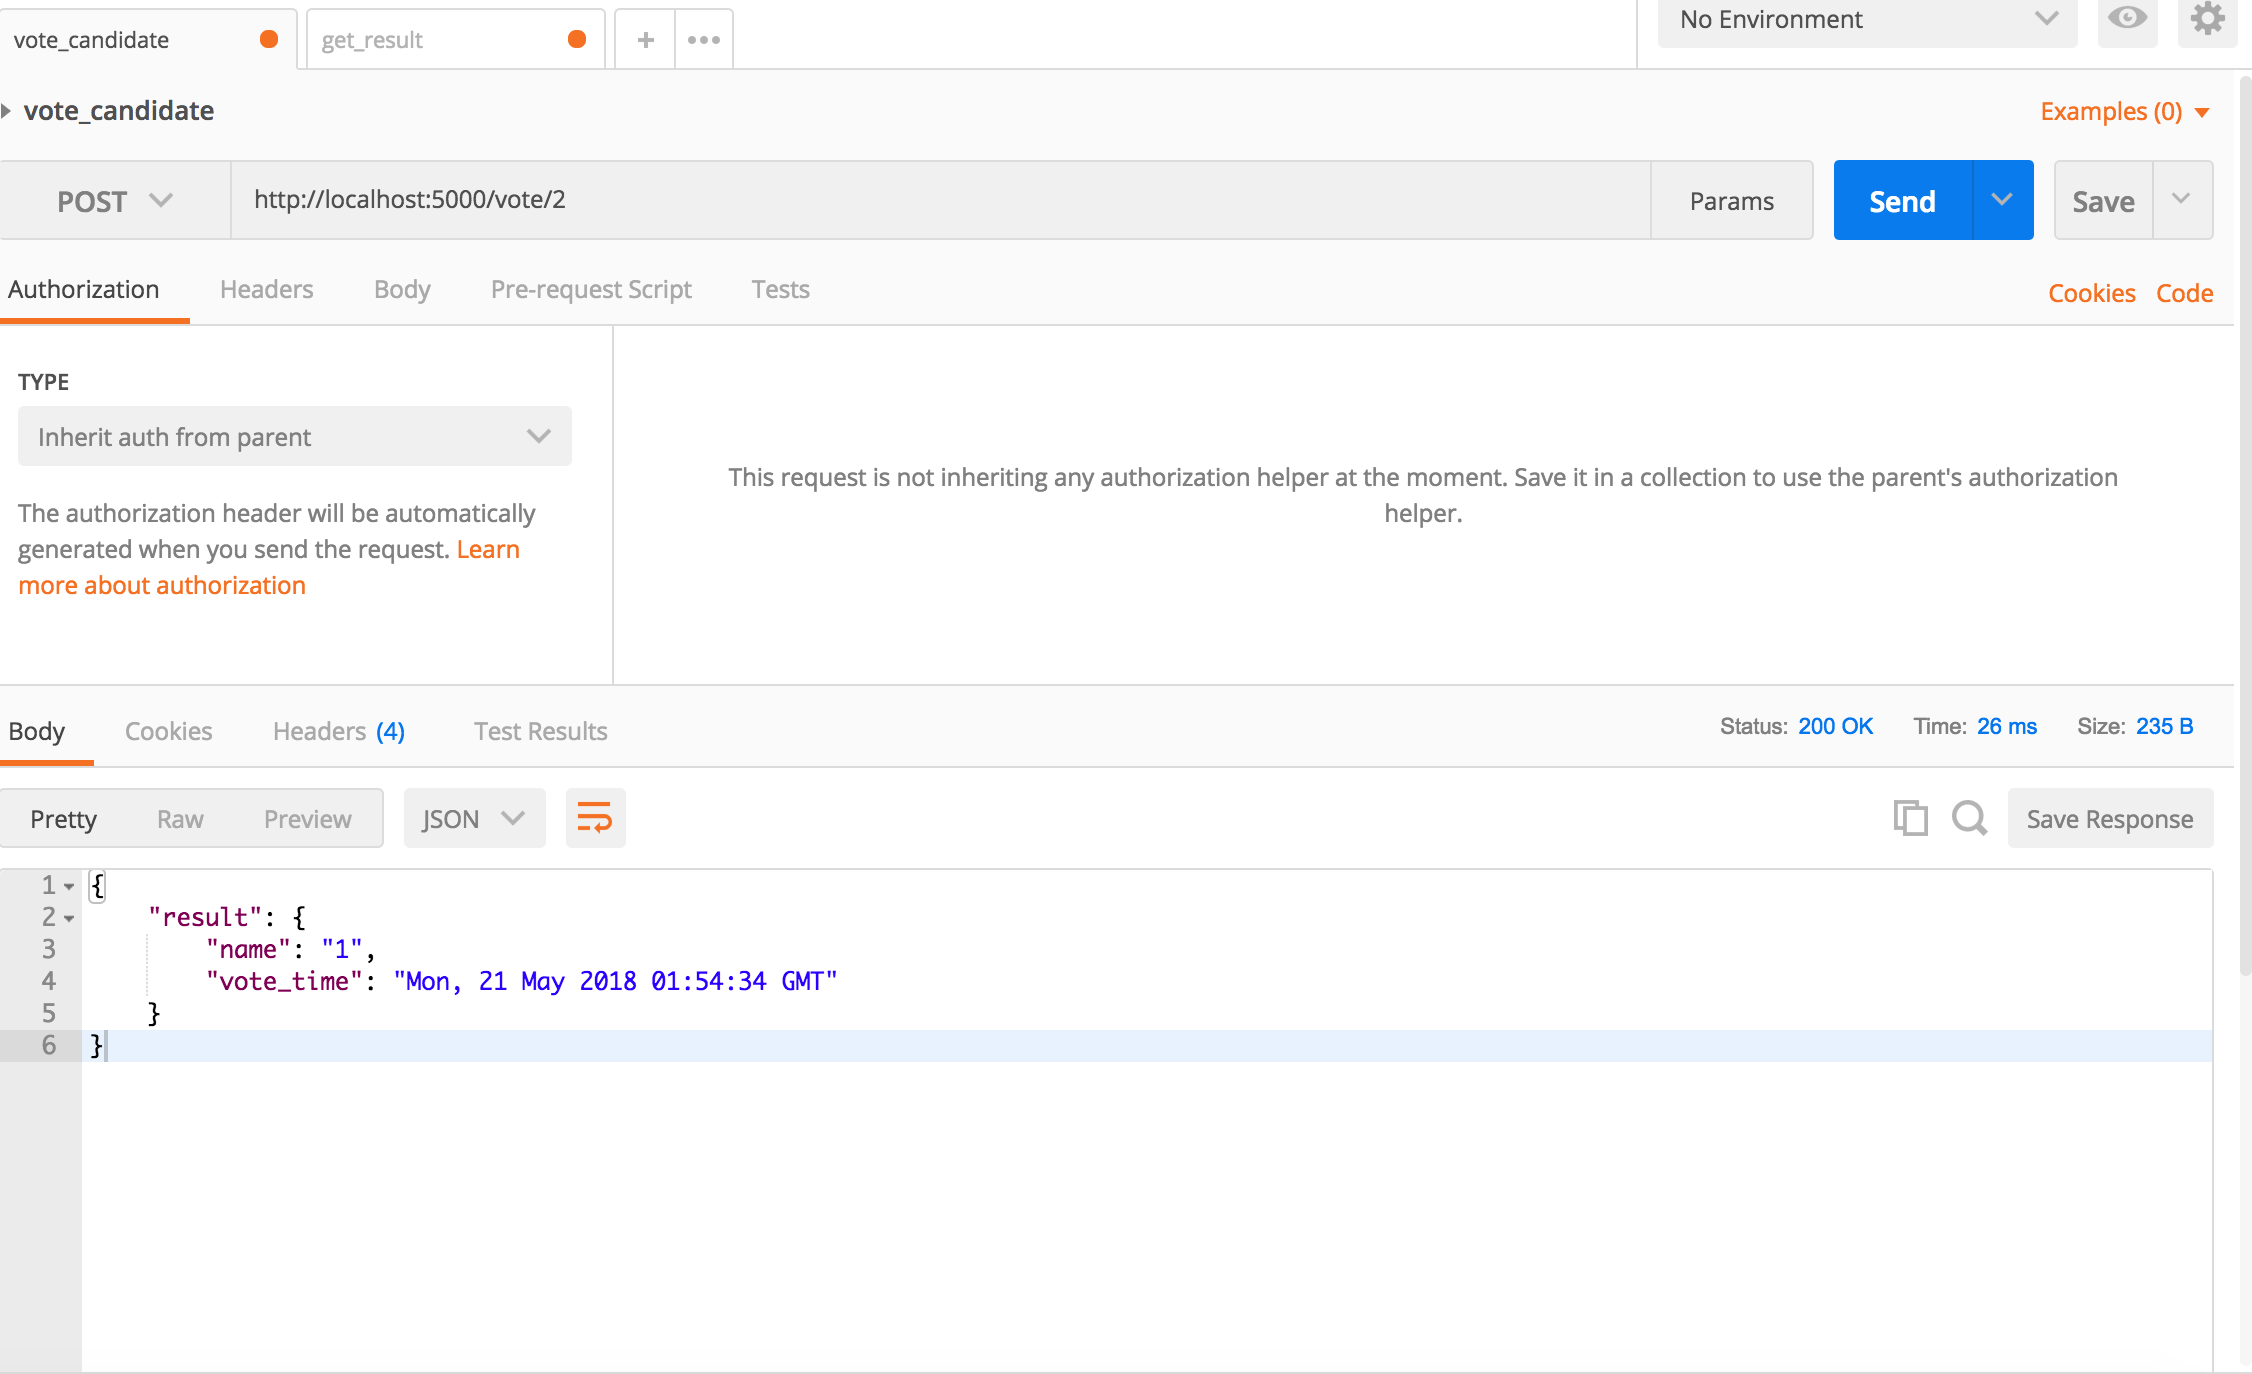 vote_candidate
get_result
No Environment
vote_candidate
Examples (0)
POST
http://localhost:5000/vote/2
Params
Send
Save
Authorization
Headers
Body
Pre-request Script
Tests
Cookies
Code
TYPE
Inherit auth from parent
The authorization header will be automatically
generated when you send the request. Learn
more about authorization
This request is not inheriting any authorization helper at the moment. Save it in a collection to use the parent's authorization
helper.
Body
Cookies
Headers (4)
Test Results
Status: 200 OK
Time: 26 ms
Size: 235 B
Pretty
Raw
Preview
JSON
Save Response
1 {
2 "result": {
3 "name": "1",
4 "vote_time": "Mon, 21 May 2018 01:54:34 GMT"
5 }
6 }